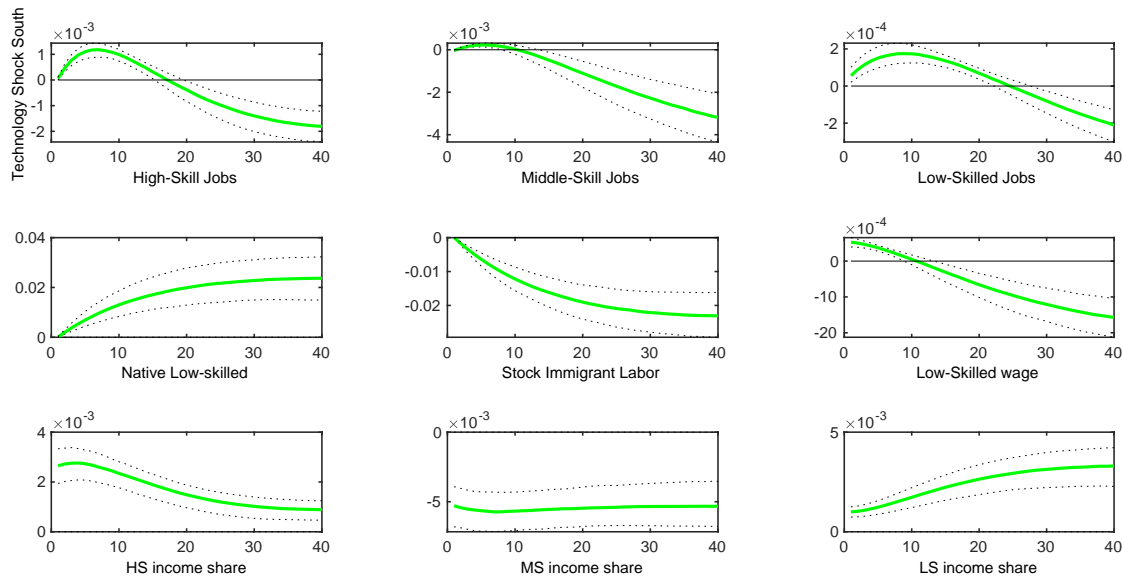 Technology Shock South
×10-3
1
0
-1
-2
0 10 20 30 40
High-Skill Jobs
×10-3
0
-2
-4
0 10 20 30 40
Middle-Skill Jobs
×10-4
2
0
-2
0 10 20 30 40
Low-Skilled Jobs
0.04
0.02
0
0 10 20 30 40
Native Low-skilled
0
-0.01
-0.02
0 10 20 30 40
Stock Immigrant Labor
×10-4
0
-10
-20
0 10 20 30 40
Low-Skilled wage
×10-3
4
2
0
0 10 20 30 40
HS income share
×10-3
0
-5
0 10 20 30 40
MS income share
×10-3
5
0
0 10 20 30 40
LS income share